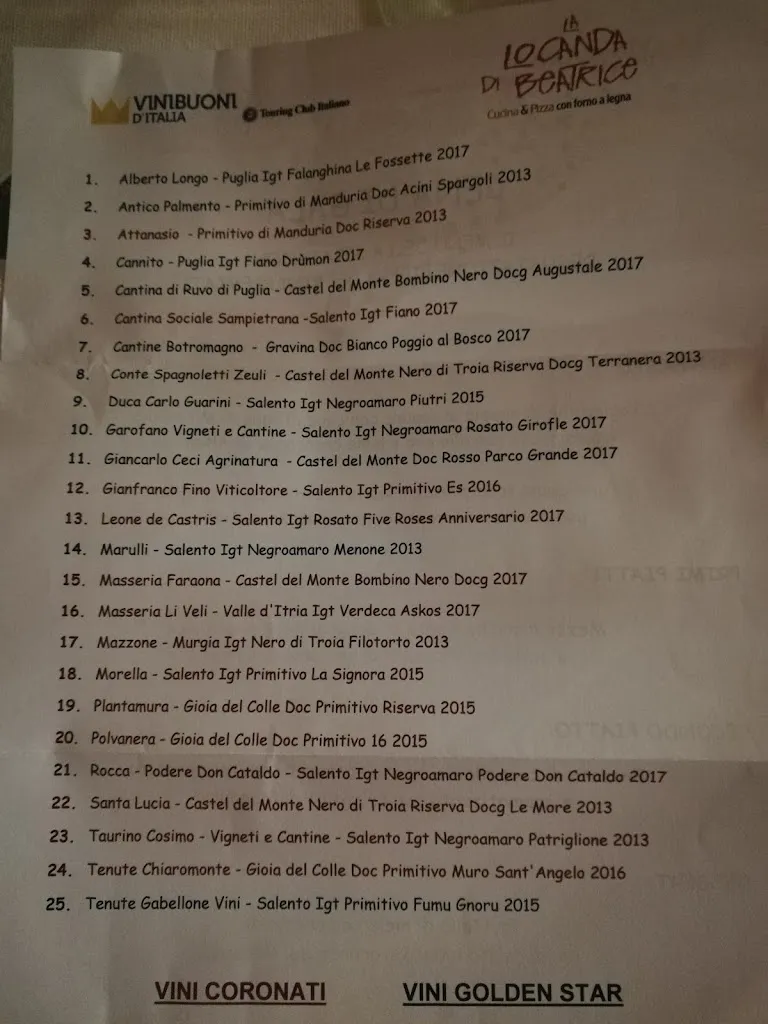 VINIBUONI
D'ITALIA
Touring Club Italiano
LA
LOCANDA
DI BEATRICE
Cucina & Pizza con forno a legna
1. Alberto Longo - Puglia Igt Falanghina Le Fossette 2017
2. Antico Palmento - Primitivo di Manduria Doc Acini Spargoli 2013
3. Attanasio - Primitivo di Manduria Doc Riserva 2013
4. Cannito - Puglia Igt Fiano Drùmon 2017
5. Cantina di Ruvo di Puglia - Castel del Monte Bombino Nero Docg Augustale 2017
6. Cantina Sociale Sampietrana -Salento Igt Fiano 2017
7. Cantine Botromagno - Gravina Doc Bianco Poggio al Bosco 2017
8. Conte Spagnoletti Zeuli - Castel del Monte Nero di Troia Riserva Docg Terranera 2013
9. Duca Carlo Guarini - Salento Igt Negroamaro Piutri 2015
10. Garofano Vigneti e Cantine - Salento Igt Negroamaro Rosato Girofle 2017
11. Giancarlo Ceci Agrinatura - Castel del Monte Doc Rosso Parco Grande 2017
12. Gianfranco Fino Viticoltore - Salento Igt Primitivo Es 2016
13. Leone de Castris - Salento Igt Rosato Five Roses Anniversario 2017
14. Marulli - Salento Igt Negroamaro Menone 2013
15. Masseria Faraona - Castel del Monte Bombino Nero Docg 2017
16. Masseria Li Veli - Valle d'Itria Igt Verdeca Askos 2017
17. Mazzone - Murgia Igt Nero di Troia Filotorto 2013
18. Morella - Salento Igt Primitivo La Signora 2015
19. Plantamura - Gioia del Colle Doc Primitivo Riserva 2015
20. Polvanera - Gioia del Colle Doc Primitivo 16 2015
21. Rocca - Podere Don Cataldo - Salento Igt Negroamaro Podere Don Cataldo 2017
22. Santa Lucia - Castel del Monte Nero di Troia Riserva Docg Le More 2013
23. Taurino Cosimo - Vigneti e Cantine - Salento Igt Negroamaro Patriglione 2013
24. Tenute Chiaromonte - Gioia del Colle Doc Primitivo Muro Sant'Angelo 2016
25. Tenute Gabellone Vini - Salento Igt Primitivo Fumu Gnoru 2015
VINI CORONATI VINI GOLDEN STAR